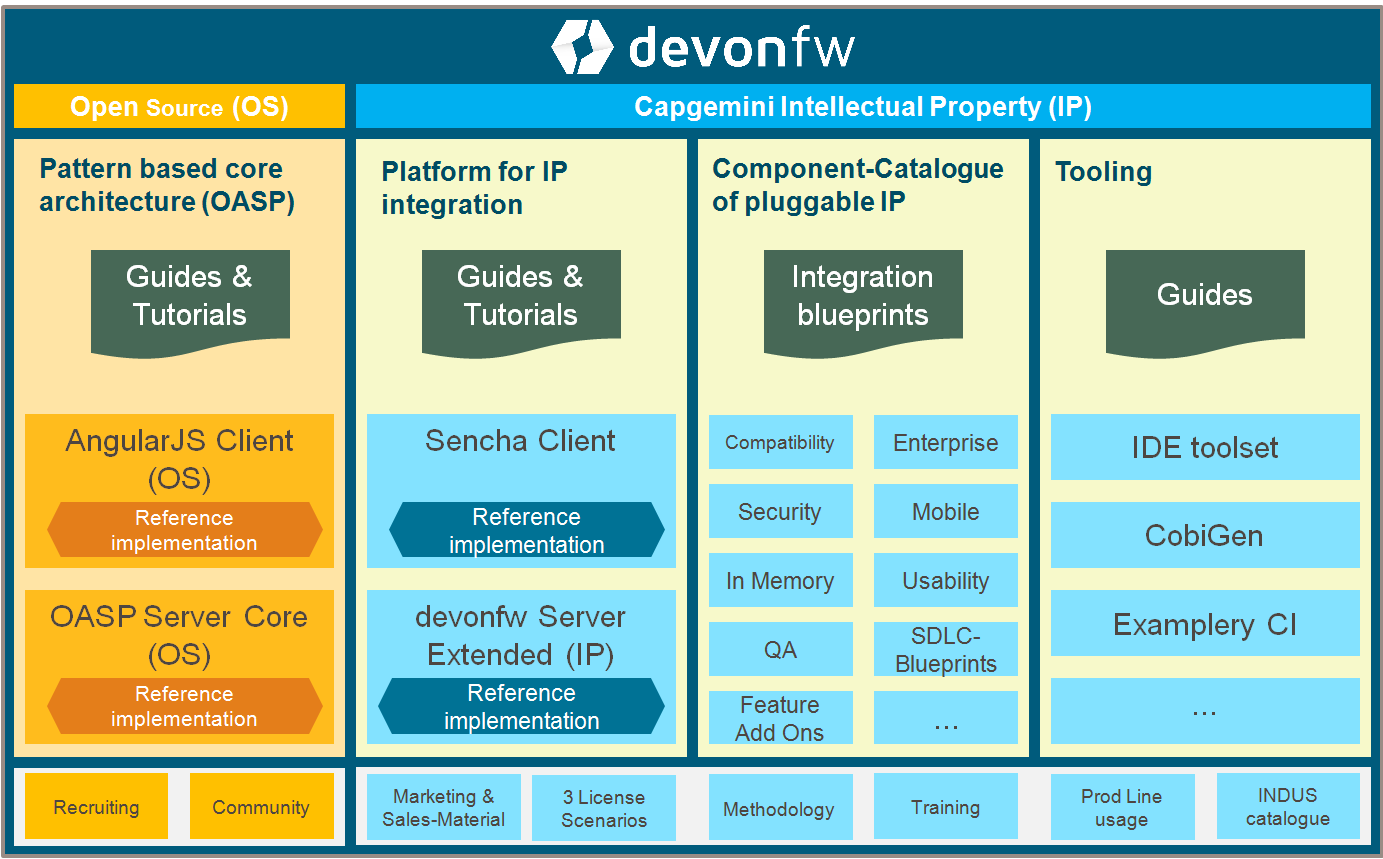 devonfw
Open Source (OS)
Capgemini Intellectual Property (IP)
Pattern based core
architecture (OASP)
Guides &
Tutorials
AngularJS Client
(OS)
Reference
implementation
OASP Server Core
(OS)
Reference
implementation
Platform for IP
integration
Guides &
Tutorials
Sencha Client
Reference
implementation
devonfw Server
Extended (IP)
Reference
implementation
Component-Catalogue
of pluggable IP
Integration
blueprints
Compatibility
Enterprise
Security
Mobile
In Memory
Usability
QA
SDLC-
Blueprints
Feature
Add Ons
...
Tooling
Guides
IDE toolset
CobiGen
Examplery CI
...
Recruiting
Community
Marketing &
Sales-Material
3 License
Scenarios
Methodology
Training
Prod Line
usage
INDUS
catalogue